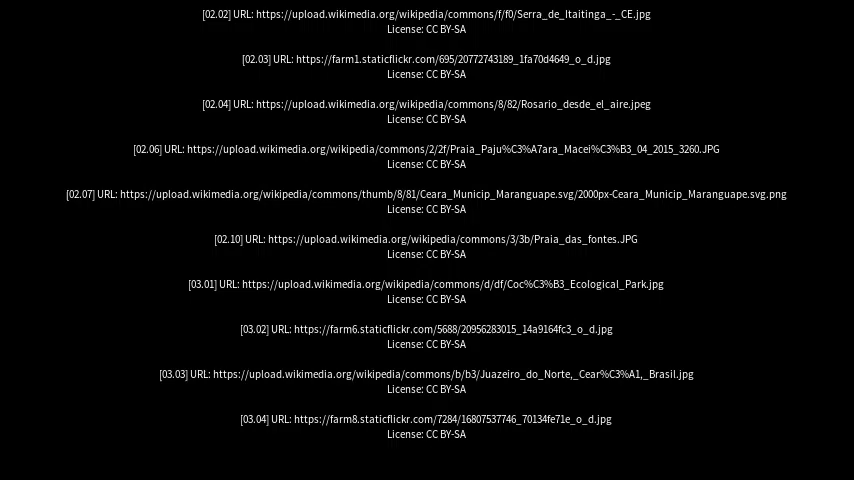 [02.02] URL: https://upload.wikimedia.org/wikipedia/commons/f/f0/Serra_de_Itaitinga_-_CE.jpg
License: CC BY-SA
[02.03] URL: https://farm1.staticflickr.com/695/20772743189_1fa70d4649_o_d.jpg
License: CC BY-SA
[02.04] URL: https://upload.wikimedia.org/wikipedia/commons/8/82/Rosario_desde_el_aire.jpeg
License: CC BY-SA
[02.06] URL: https://upload.wikimedia.org/wikipedia/commons/2/2f/Praia_Paju%C3%A7ara_Macei%C3%B3_04_2015_3260.JPG
License: CC BY-SA
[02.07] URL: https://upload.wikimedia.org/wikipedia/commons/thumb/8/81/Ceara_Municip_Maranguape.svg/2000px-Ceara_Municip_Maranguape.svg.png
License: CC BY-SA
[02.10] URL: https://upload.wikimedia.org/wikipedia/commons/3/3b/Praia_das_fontes.JPG
License: CC BY-SA
[03.01] URL: https://upload.wikimedia.org/wikipedia/commons/d/df/Coc%C3%B3_Ecological_Park.jpg
License: CC BY-SA
[03.02] URL: https://farm6.staticflickr.com/5688/20956283015_14a9164fc3_o_d.jpg
License: CC BY-SA
[03.03] URL: https://upload.wikimedia.org/wikipedia/commons/b/b3/Juazeiro_do_Norte,_Cear%C3%A1,_Brasil.jpg
License: CC BY-SA
[03.04] URL: https://farm8.staticflickr.com/7284/16807537746_70134fe71e_o_d.jpg
License: CC BY-SA